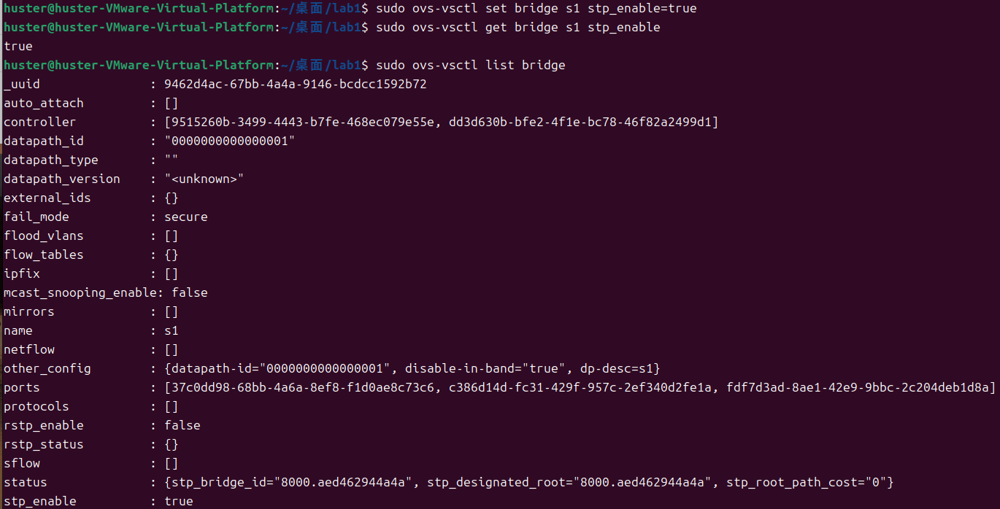 huster@huster-VMware-Virtual-Platform:~/桌面/lab1$ sudo ovs-vsctl set bridge s1 stp_enable=true
huster@huster-VMware-Virtual-Platform:~/桌面/lab1$ sudo ovs-vsctl get bridge s1 stp_enable
true
huster@huster-VMware-Virtual-Platform:~/桌面/lab1$ sudo ovs-vsctl list bridge
_uuid               : 9462d4ac-67bb-4a4a-9146-bcdcc1592b72
auto_attach         : []
controller          : [9515260b-3499-4443-b7fe-468ec079e55e, dd3d630b-bfe2-4f1e-bc78-46f82a2499d1]
datapath_id         : "0000000000000001"
datapath_type       : ""
datapath_version    : "<unknown>"
external_ids        : {}
fail_mode           : secure
flood_vlans         : []
flow_tables         : {}
ipfix               : []
mcast_snooping_enable: false
mirrors             : []
name                : s1
netflow             : []
other_config        : {datapath-id="0000000000000001", disable-in-band="true", dp-desc=s1}
ports               : [37c0dd98-68bb-4a6a-8ef8-f1d0ae8c73c6, c386d14d-fc31-429f-957c-2ef340d2fe1a, fdf7d3ad-8ae1-42e9-9bbc-2c204deb1d8a]
protocols           : []
rstp_enable         : false
rstp_status         : {}
sflow               : []
status              : {stp_bridge_id="8000.aed462944a4a", stp_designated_root="8000.aed462944a4a", stp_root_path_cost="0"}
stp_enable          : true